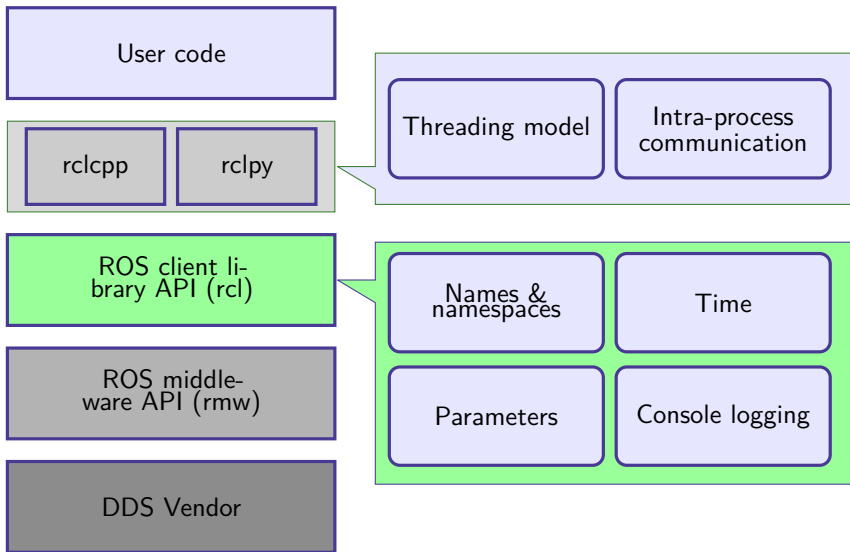 User code
rclcpp
rclpy
Threading model
Intra-process
communication
ROS client li-
brary API (rcl)
Names &
namespaces
Time
Parameters
Console logging
ROS middle-
ware API (rmw)
DDS Vendor